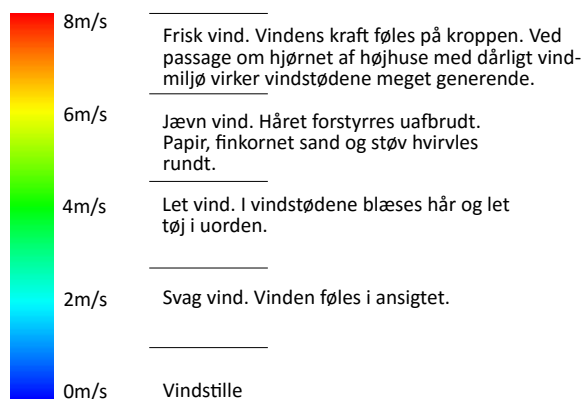 8m/s
Frisk vind. Vindens kraft føles på kroppen. Ved
passage om hjørnet af højhuse med dårligt vind-
miljø virker vindstødene meget generende.
6m/s
Jævn vind. Håret forstyrres uafbrudt.
Papir, finkornet sand og støv hvirvles
rundt.
4m/s
Let vind. I vindstødene blæses hår og let
tøj i uorden.
2m/s
Svag vind. Vinden føles i ansigtet.
0m/s
Vindstille